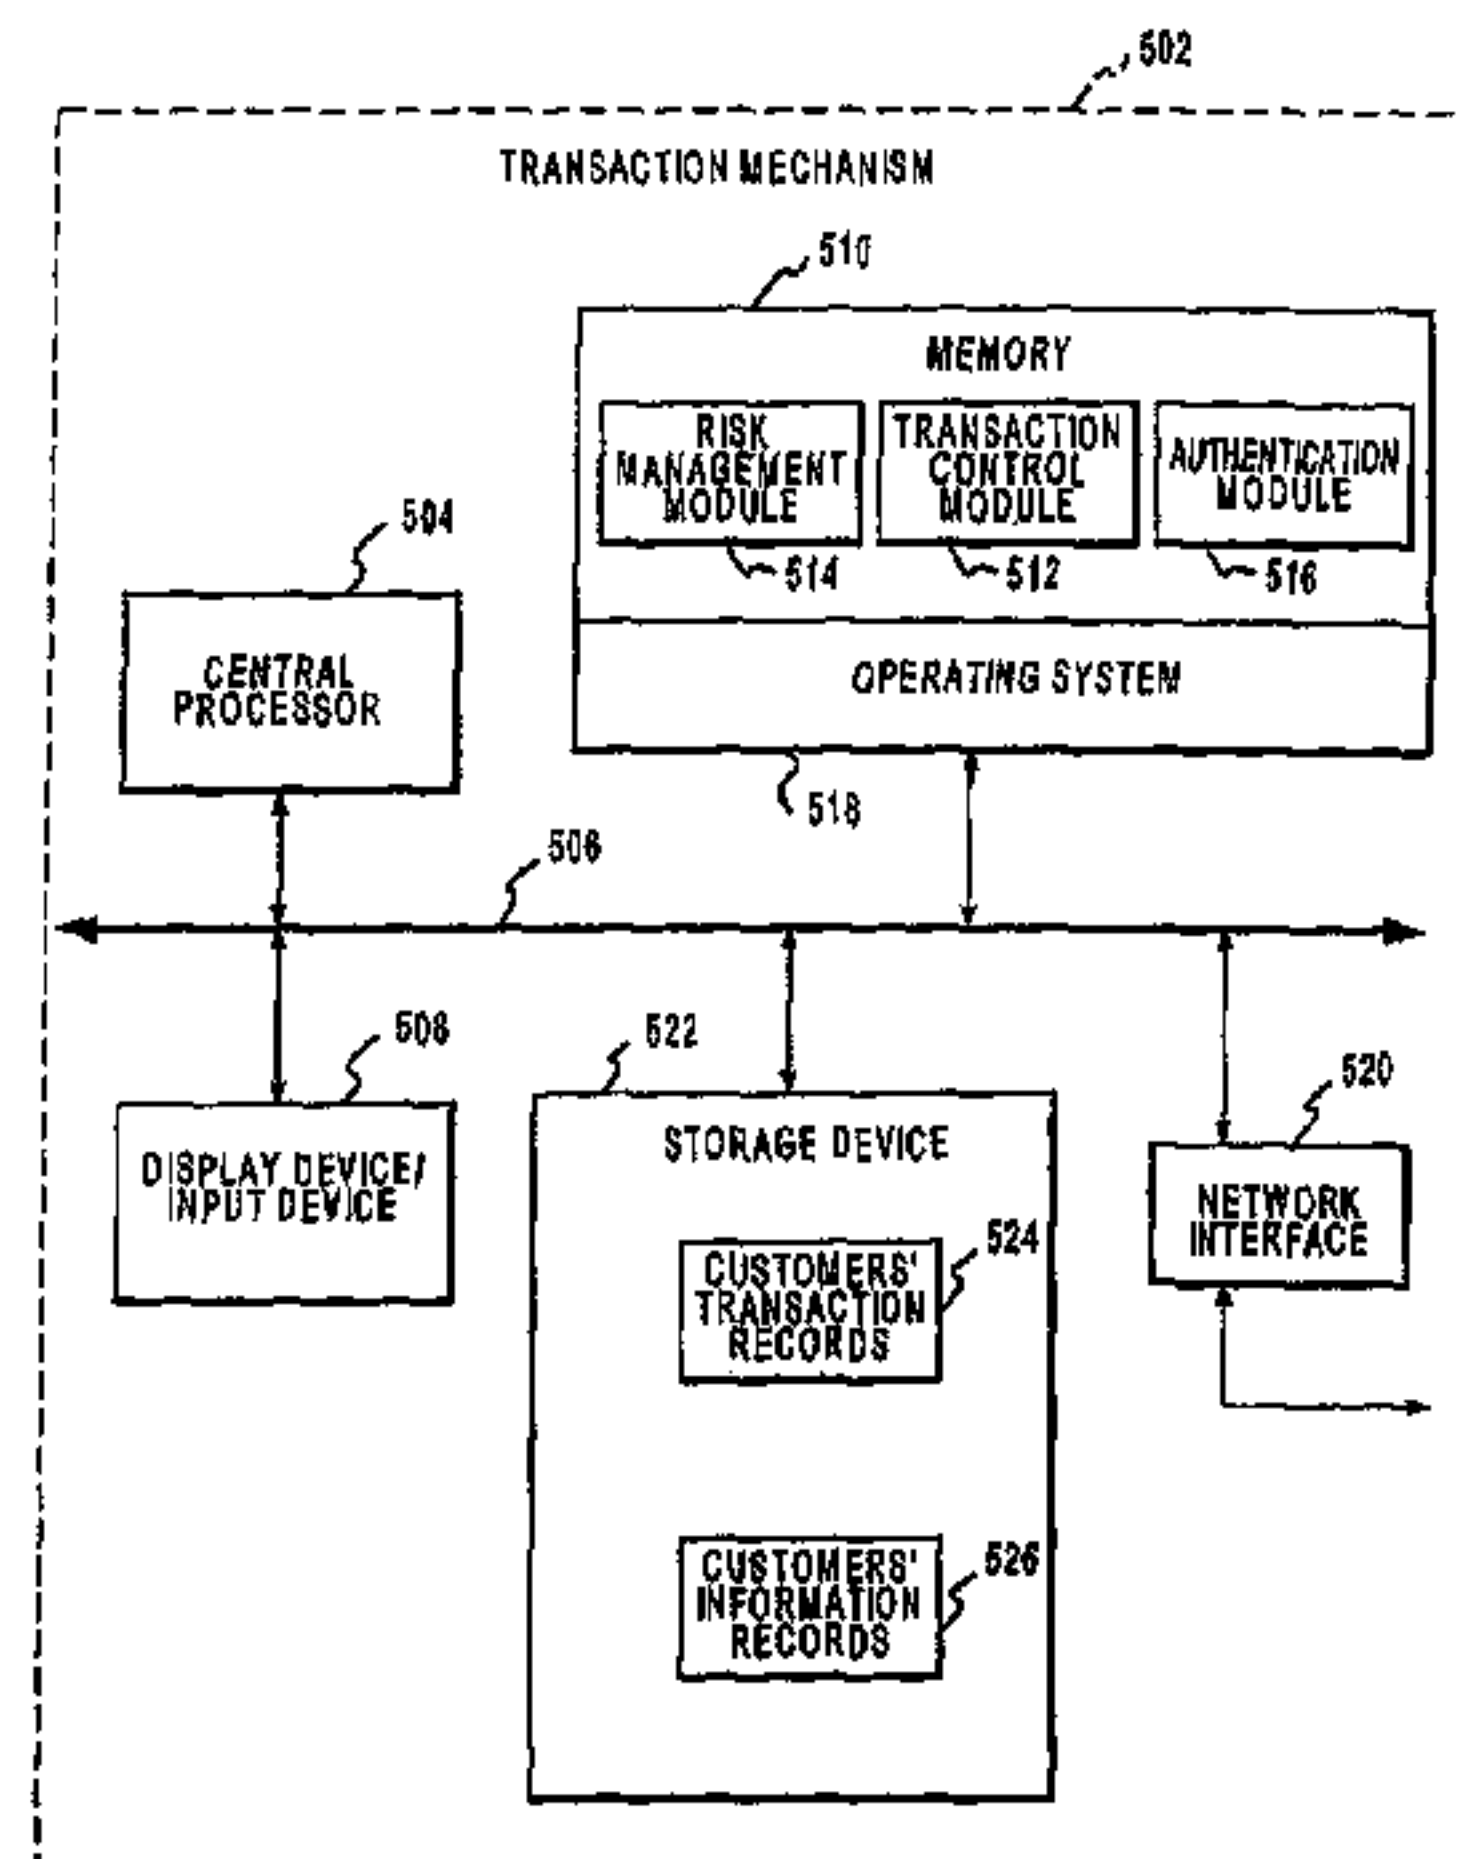 502
TRANSACTION MECHANISM
510
MEMORY
RISK
MANAGEMENT
MODULE
514
TRANSACTION
CONTROL
MODULE
512
AUTHENTICATION
MODULE
516
504
CENTRAL
PROCESSOR
OPERATING SYSTEM
518
506
508
DISPLAY DEVICE/
INPUT DEVICE
522
STORAGE DEVICE
524
CUSTOMERS'
TRANSACTION
RECORDS
526
CUSTOMERS'
INFORMATION
RECORDS
520
NETWORK
INTERFACE